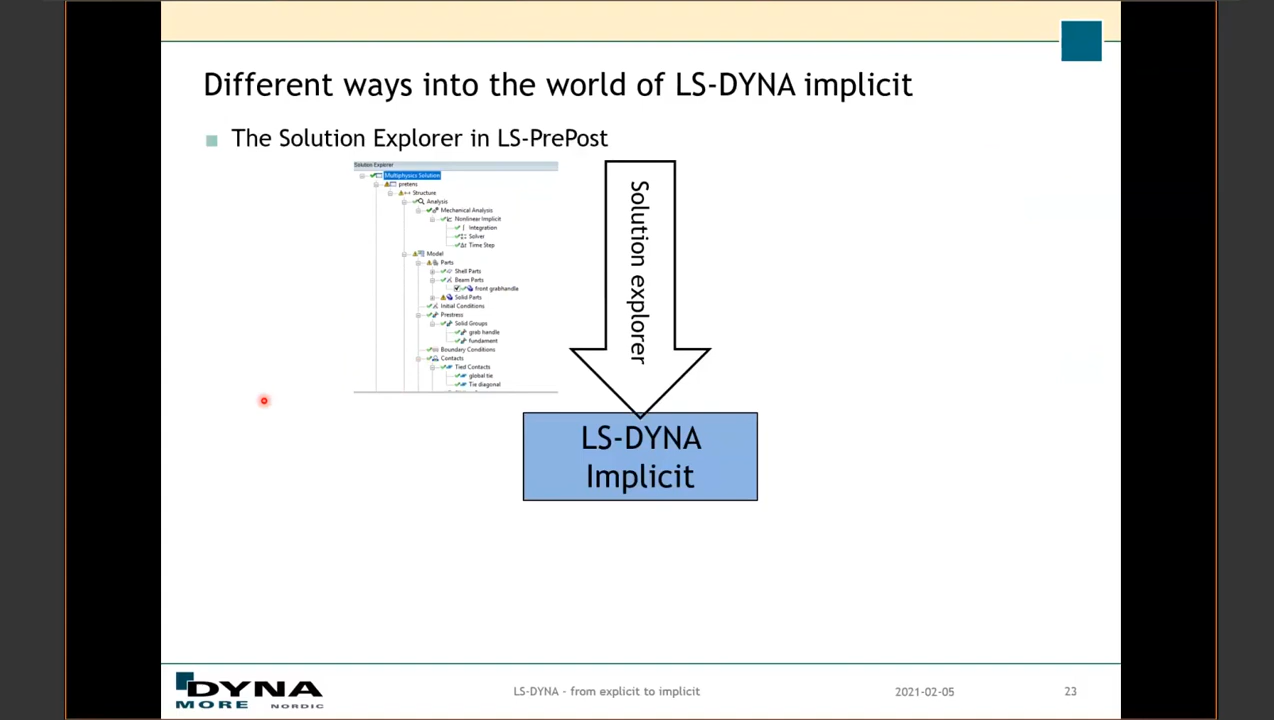 Different ways into the world of LS-DYNA implicit
The Solution Explorer in LS-PrePost
Solution Explorer
Multiphysics Solution
pretens
Structure
Analysis
Mechanical Analysis
Nonlinear Implicit
Integration
Solver
Time Step
Model
Parts
Shell Parts
Beam Parts
front grabhandle
Solid Parts
Initial Conditions
Prestress
Solid Groups
grab handle
fundament
Boundary Conditions
Contacts
Tied Contacts
global tie
Tie diagonal
Solution explorer
LS-DYNA
Implicit
DYNA
MORE NORDIC
LS-DYNA - from explicit to implicit
2021-02-05
23